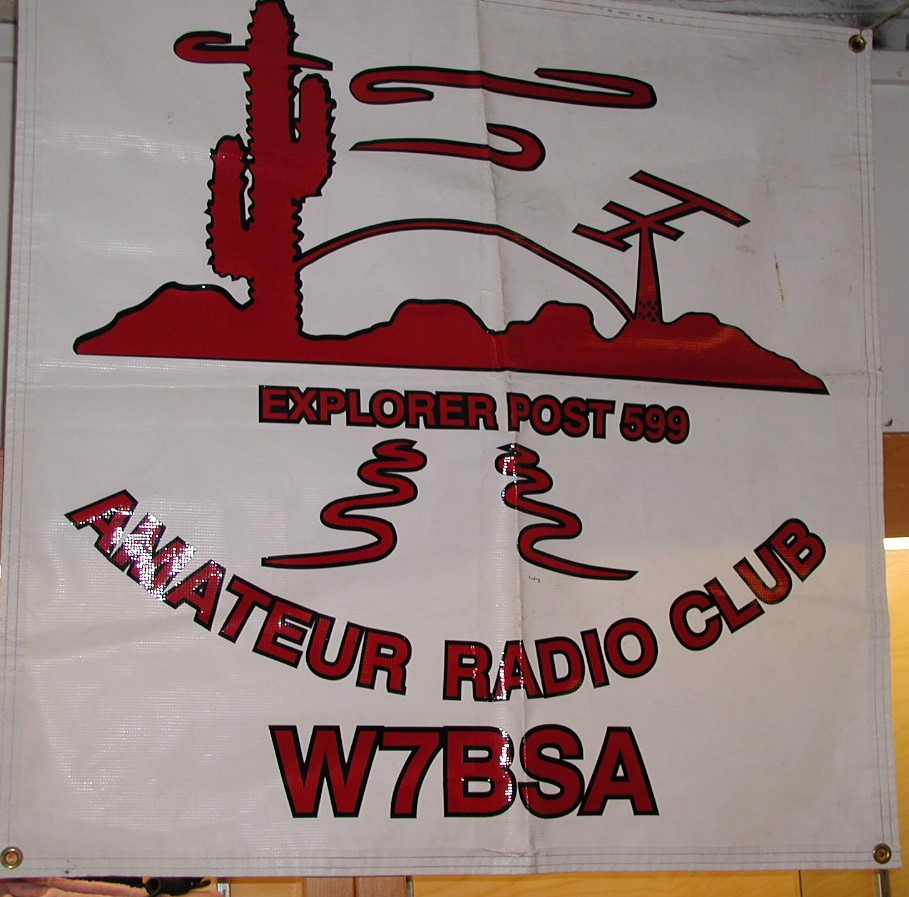 EXPLORER POST 599
AMATEUR RADIO CLUB
W7BSA